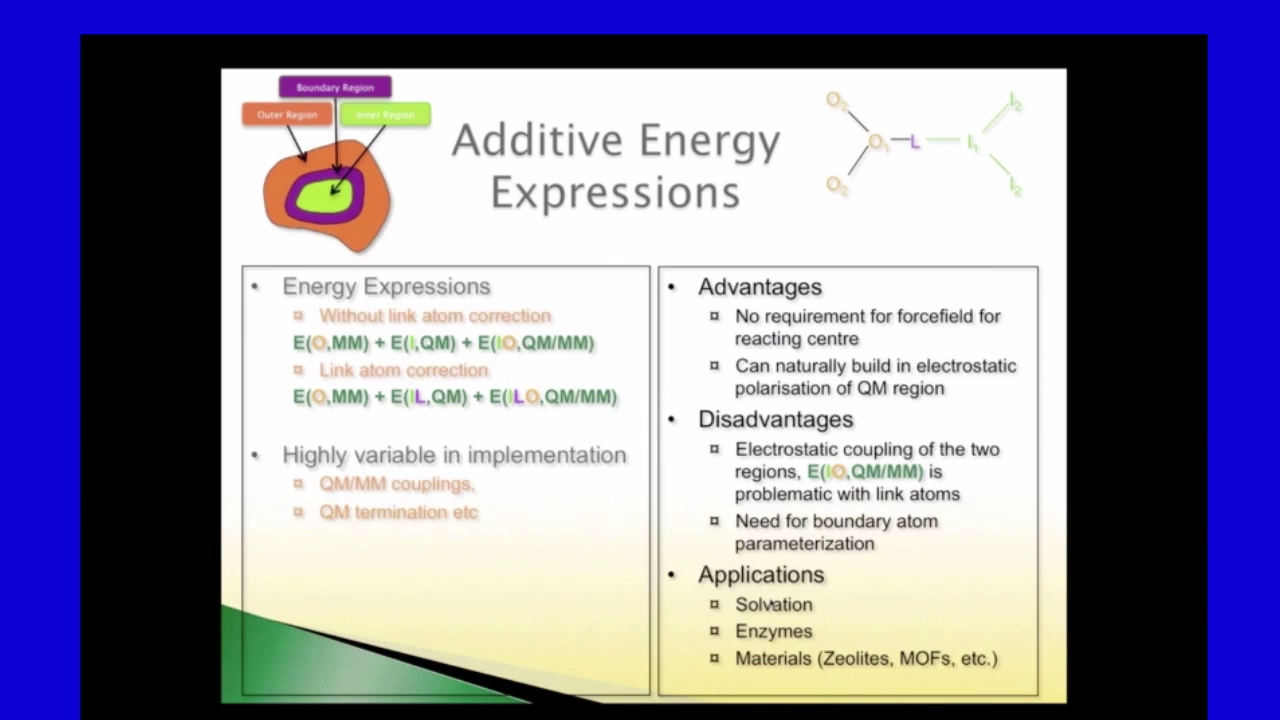 Boundary Region
Outer Region
Inner Region
Additive Energy
Expressions
O2
O2
O1
L
I1
I2
I2
• Energy Expressions
¤ Without link atom correction
E(O,MM) + E(I,QM) + E(IO,QM/MM)
¤ Link atom correction
E(O,MM) + E(IL,QM) + E(ILO,QM/MM)
• Highly variable in implementation
¤ QM/MM couplings,
¤ QM termination etc
• Advantages
¤ No requirement for forcefield for
reacting centre
¤ Can naturally build in electrostatic
polarisation of QM region
• Disadvantages
¤ Electrostatic coupling of the two
regions, E(IO,QM/MM) is
problematic with link atoms
¤ Need for boundary atom
parameterization
• Applications
¤ Solvation
¤ Enzymes
¤ Materials (Zeolites, MOFs, etc.)